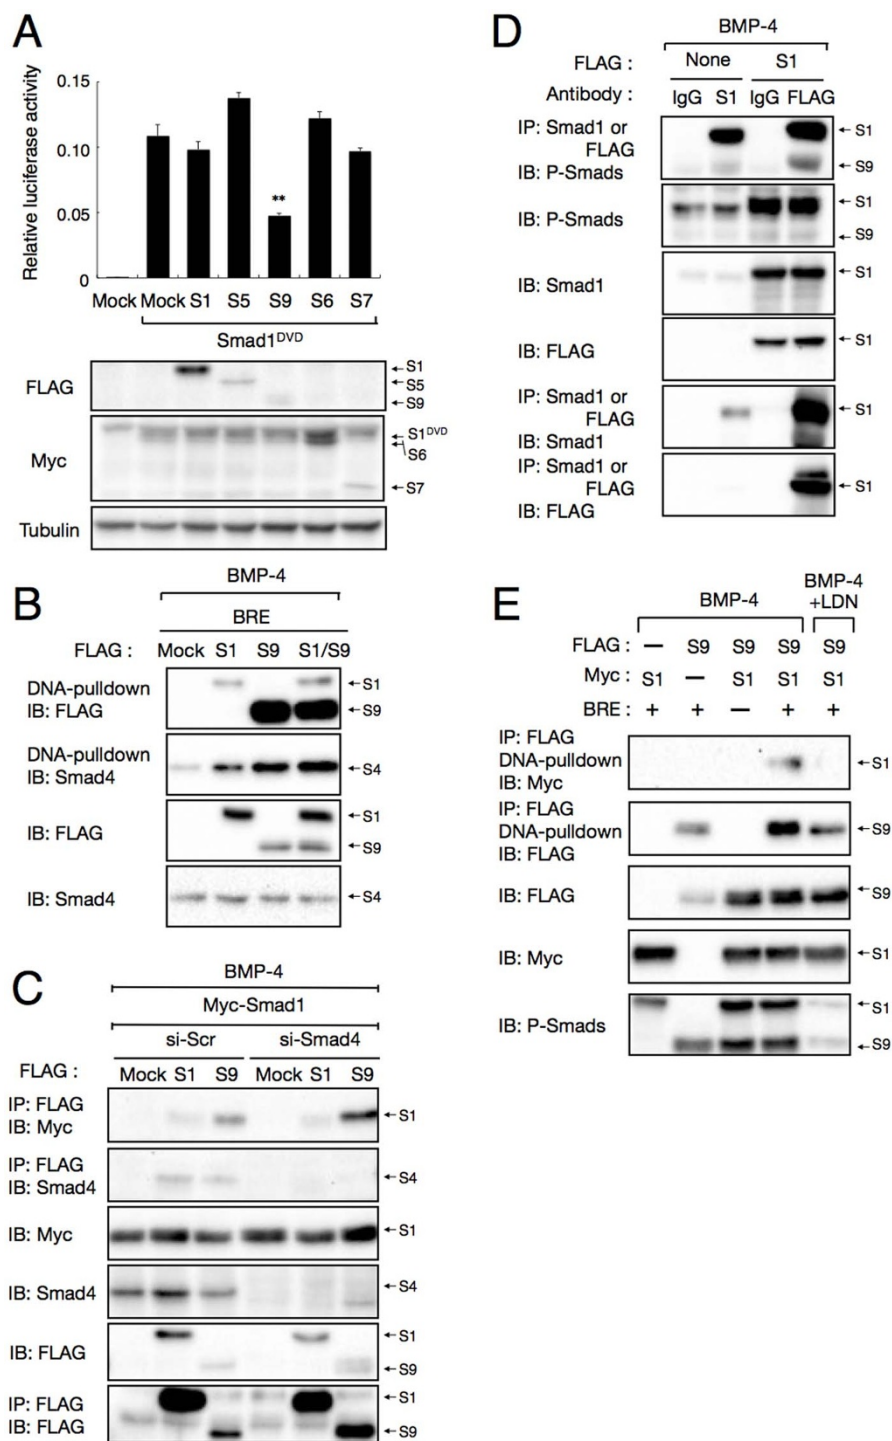 A
Relative luciferase activity
0.15
0.10
0.05
0
**
Mock Mock S1 S5 S9 S6 S7
Smad1DVD
FLAG
←S1
←S5
←S9
Myc
←S1DVD
S6
←S7
Tubulin
B
BMP-4
BRE
FLAG : Mock S1 S9 S1/S9
DNA-pulldown
IB: FLAG
←S1
←S9
DNA-pulldown
IB: Smad4
←S4
IB: FLAG
←S1
←S9
IB: Smad4
←S4
C
BMP-4
Myc-Smad1
si-Scr si-Smad4
FLAG : Mock S1 S9 Mock S1 S9
IP: FLAG
IB: Myc
←S1
IP: FLAG
IB: Smad4
←S4
IB: Myc
←S1
IB: Smad4
←S4
IB: FLAG
←S1
←S9
IP: FLAG
IB: FLAG
←S1
←S9
D
BMP-4
FLAG : None S1
Antibody : IgG S1 IgG FLAG
IP: Smad1 or
FLAG
IB: P-Smads
←S1
←S9
IB: P-Smads
←S1
←S9
IB: Smad1
←S1
IB: FLAG
←S1
IP: Smad1 or
FLAG
IB: Smad1
←S1
IP: Smad1 or
FLAG
IB: FLAG
←S1
E
BMP-4
BMP-4
+LDN
FLAG : — S9 S9 S9 S9
Myc: S1 — S1 S1 S1
BRE : + + — + +
IP: FLAG
DNA-pulldown
IB: Myc
←S1
IP: FLAG
DNA-pulldown
IB: FLAG
←S9
IB: FLAG
←S9
IB: Myc
←S1
IB: P-Smads
←S1
←S9